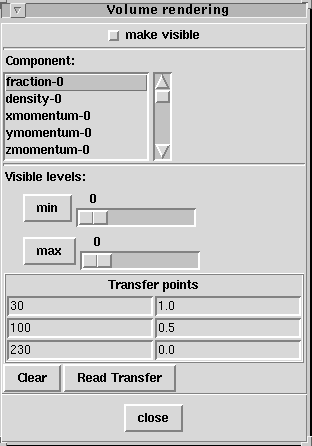 Volume rendering
make visible
Component:
fraction-0
density-0
xmomentum-0
ymomentum-0
zmomentum-0
Visible levels:
min 0
max 0
Transfer points
30 1.0
100 0.5
230 0.0
Clear Read Transfer
close